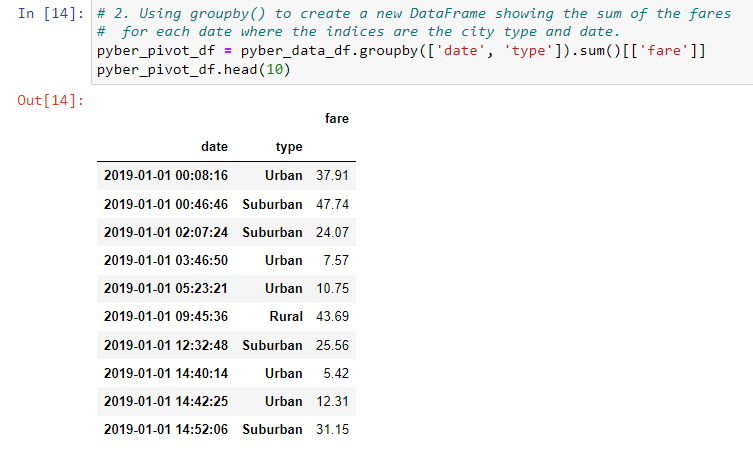 In [14]: # 2. Using groupby() to create a new DataFrame showing the sum of the fares
#  for each date where the indices are the city type and date.
pyber_pivot_df = pyber_data_df.groupby(['date', 'type']).sum()[['fare']]
pyber_pivot_df.head(10)
Out[14]:
fare
date type
2019-01-01 00:08:16 Urban 37.91
2019-01-01 00:46:46 Suburban 47.74
2019-01-01 02:07:24 Suburban 24.07
2019-01-01 03:46:50 Urban 7.57
2019-01-01 05:23:21 Urban 10.75
2019-01-01 09:45:36 Rural 43.69
2019-01-01 12:32:48 Suburban 25.56
2019-01-01 14:40:14 Urban 5.42
2019-01-01 14:42:25 Urban 12.31
2019-01-01 14:52:06 Suburban 31.15